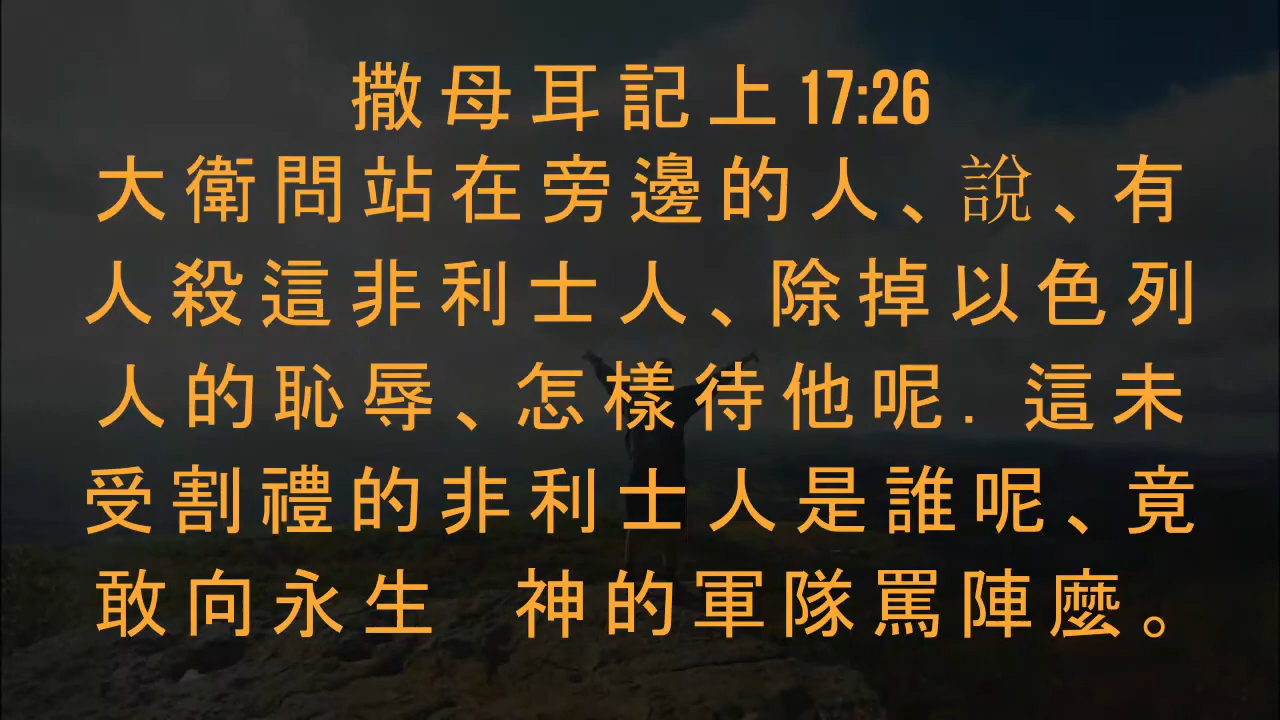 撒母耳記上 17:26
大衛問站在旁邊的人、說、有
人殺這非利士人、除掉以色列
人的恥辱、怎樣待他呢. 這未
受割禮的非利士人是誰呢、竟
敢向永生　神的軍隊罵陣麼。